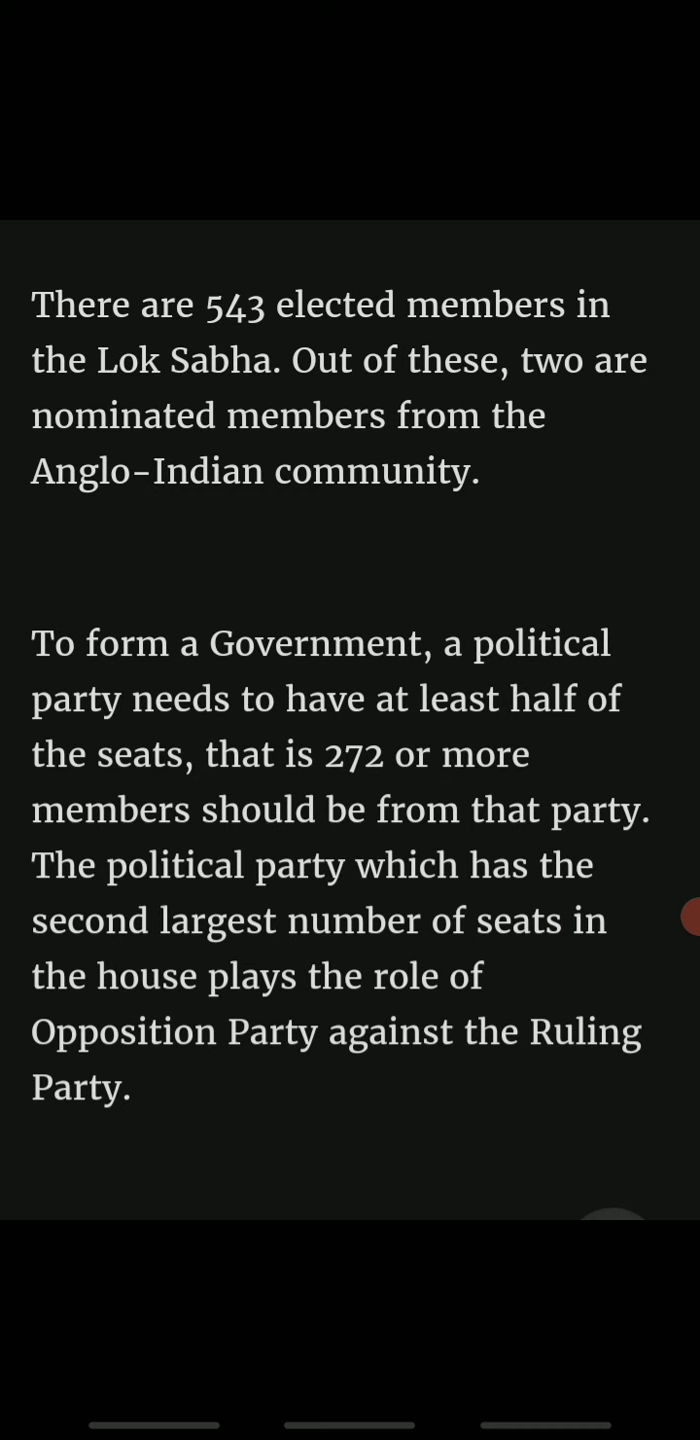 There are 543 elected members in
the Lok Sabha. Out of these, two are
nominated members from the
Anglo-Indian community.
To form a Government, a political
party needs to have at least half of
the seats, that is 272 or more
members should be from that party.
The political party which has the
second largest number of seats in
the house plays the role of
Opposition Party against the Ruling
Party.